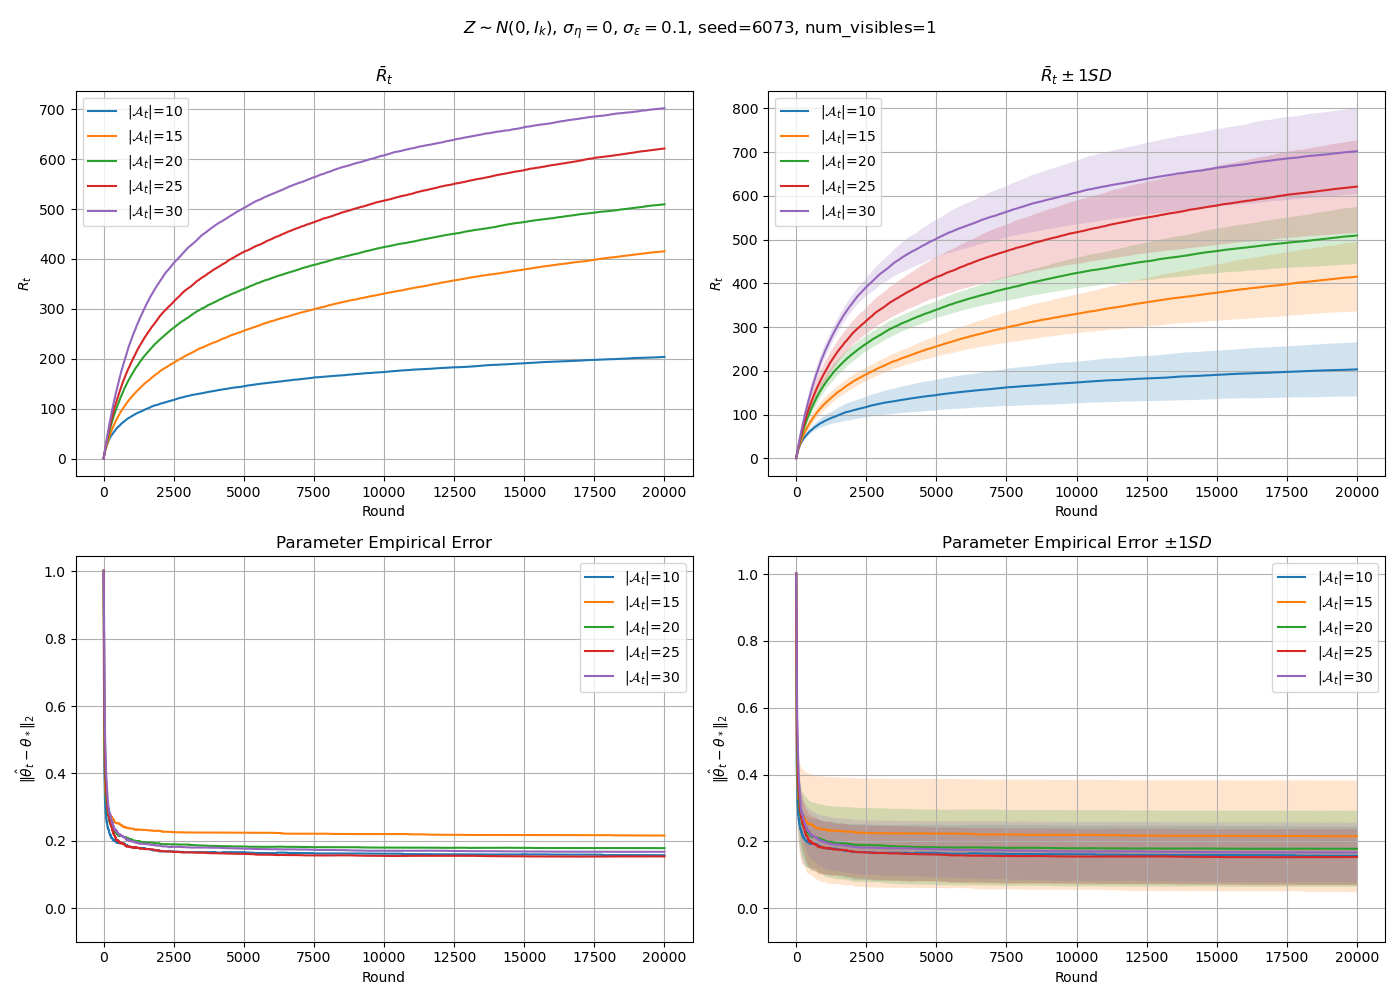 Z ∼ N(0, I_k), σ_η = 0, σ_ε = 0.1, seed=6073, num_visibles=1
R̄_t
R_t
700
600
500
400
300
200
100
0
|𝒜_t|=10
|𝒜_t|=15
|𝒜_t|=20
|𝒜_t|=25
|𝒜_t|=30
0 2500 5000 7500 10000 12500 15000 17500 20000
Round
R̄_t ± 1SD
R_t
800
700
600
500
400
300
200
100
0
|𝒜_t|=10
|𝒜_t|=15
|𝒜_t|=20
|𝒜_t|=25
|𝒜_t|=30
0 2500 5000 7500 10000 12500 15000 17500 20000
Round
Parameter Empirical Error
‖θ̂_t − θ_*‖_2
1.0
0.8
0.6
0.4
0.2
0.0
|𝒜_t|=10
|𝒜_t|=15
|𝒜_t|=20
|𝒜_t|=25
|𝒜_t|=30
0 2500 5000 7500 10000 12500 15000 17500 20000
Round
Parameter Empirical Error ±1SD
‖θ̂_t − θ_*‖_2
1.0
0.8
0.6
0.4
0.2
0.0
|𝒜_t|=10
|𝒜_t|=15
|𝒜_t|=20
|𝒜_t|=25
|𝒜_t|=30
0 2500 5000 7500 10000 12500 15000 17500 20000
Round